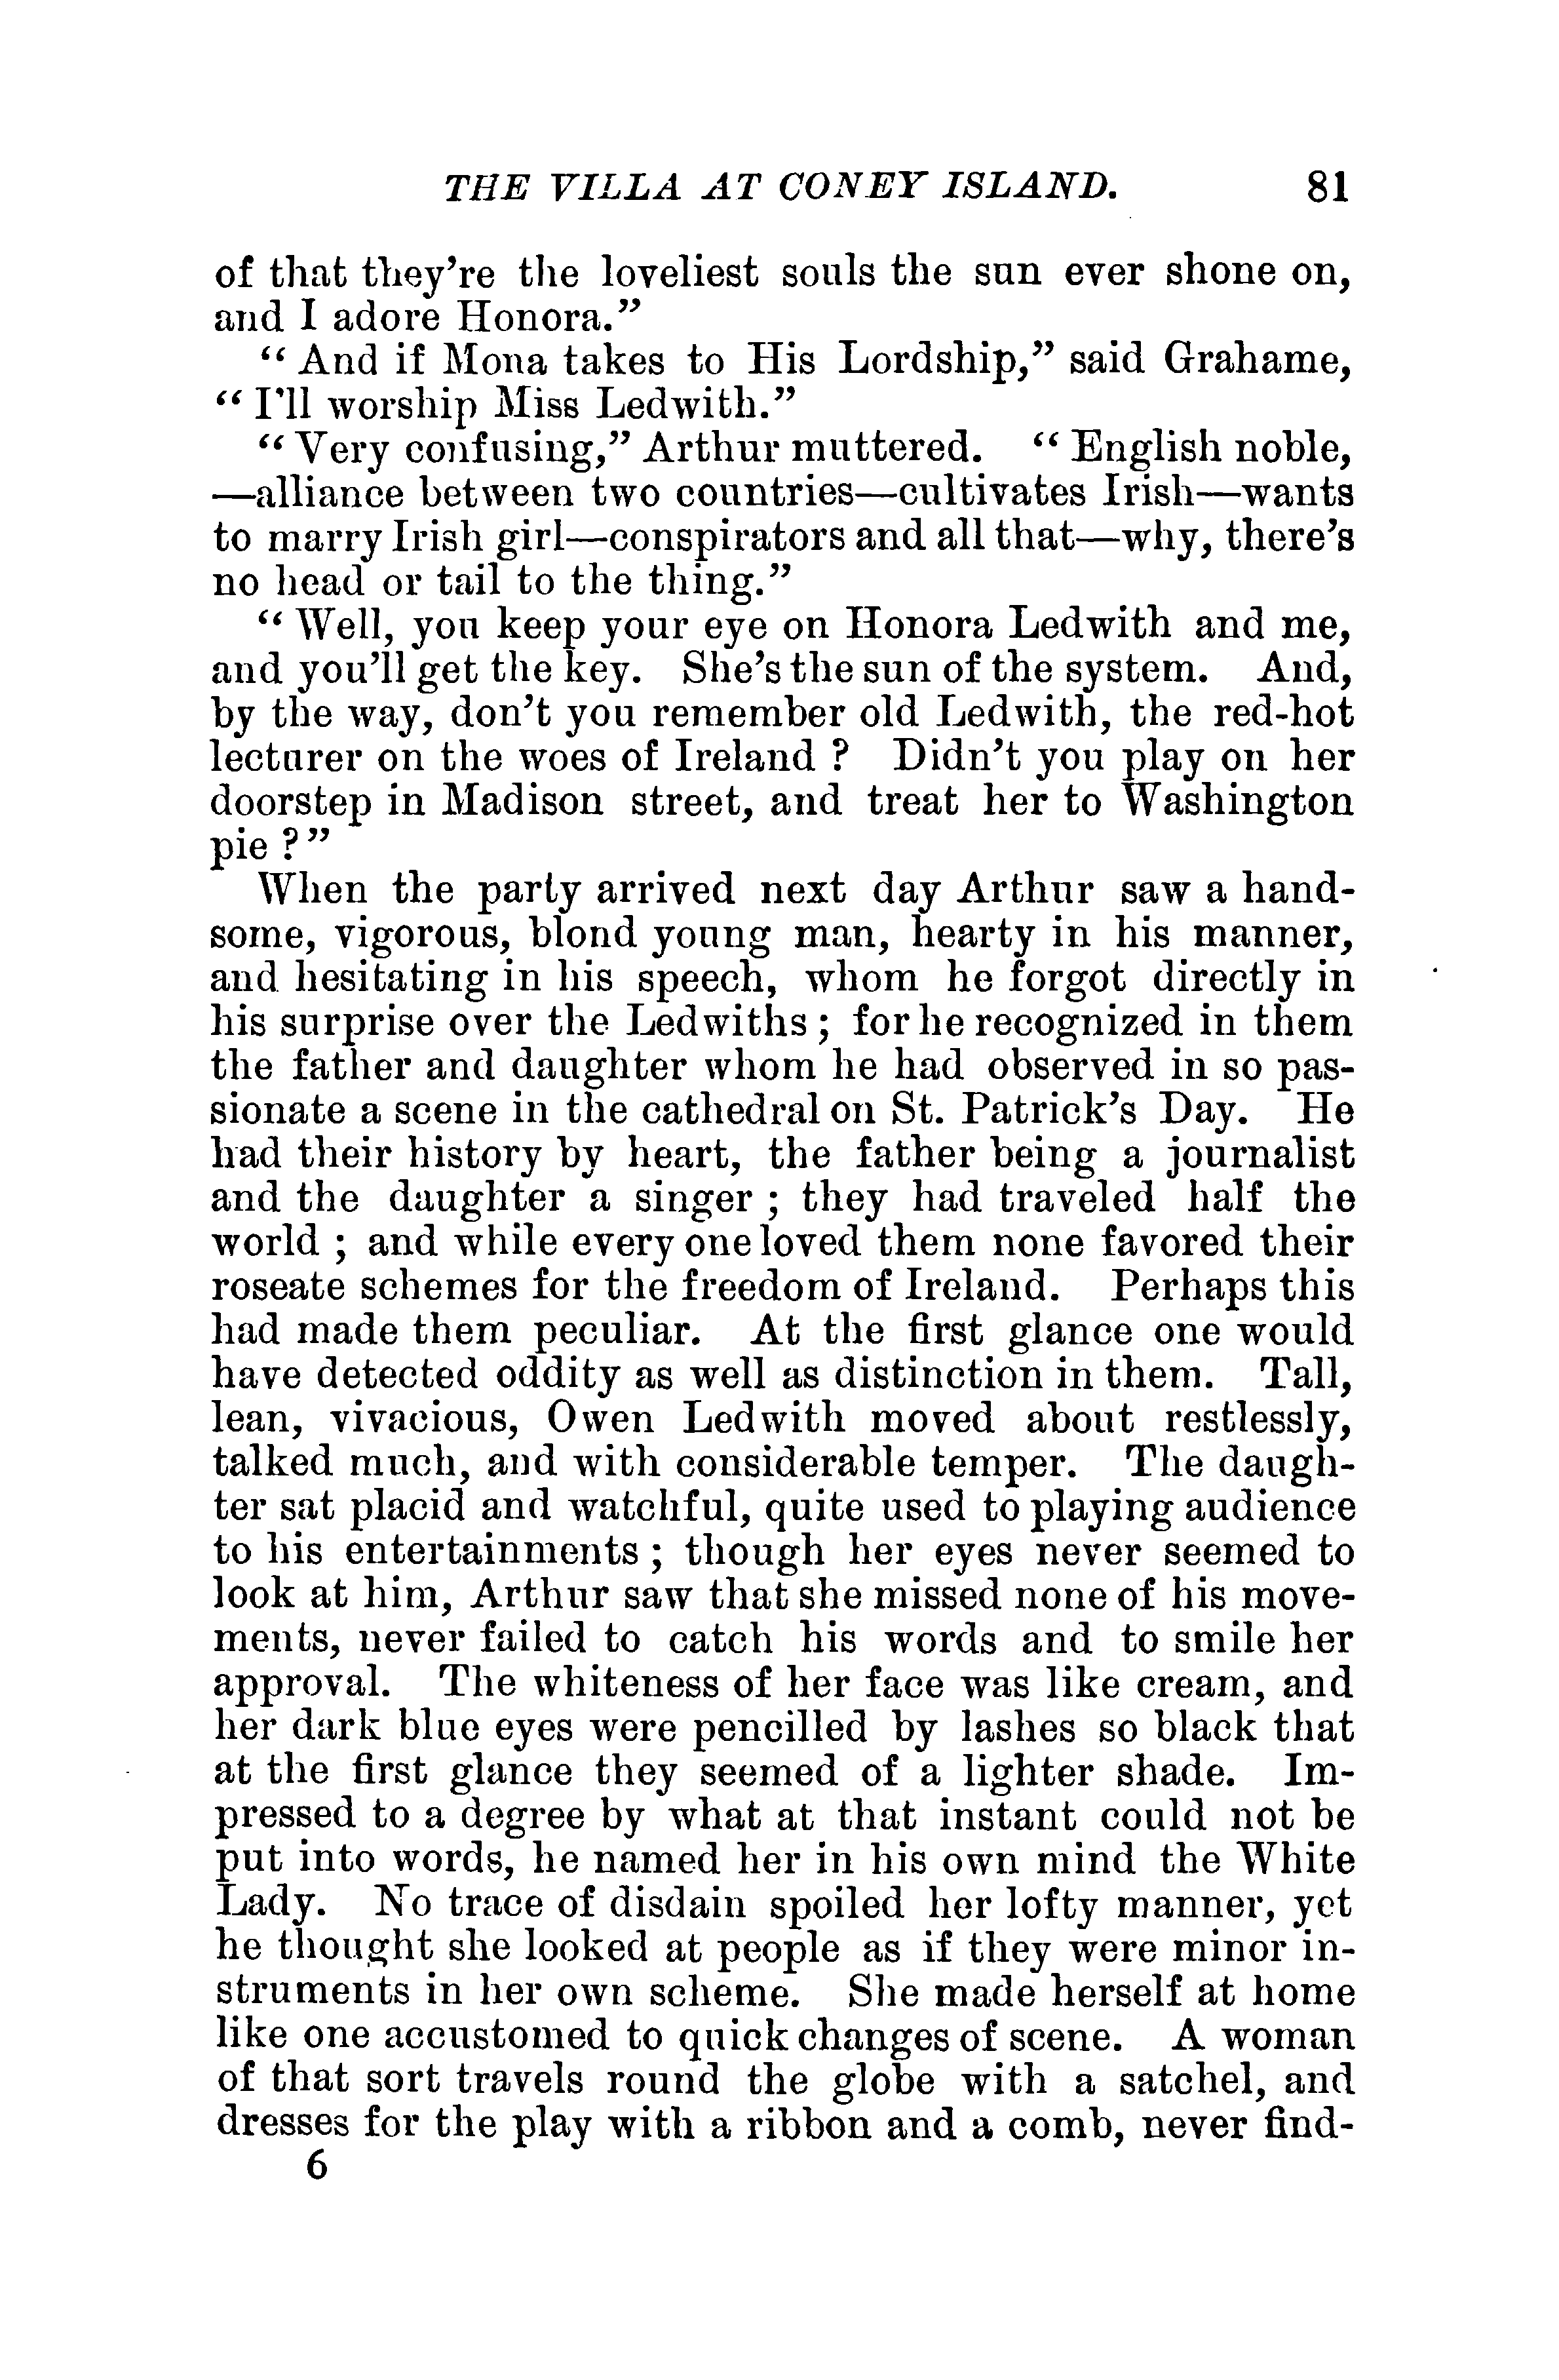 THE VILLA AT CONEY ISLAND. 81
of that they're the loveliest souls the sun ever shone on,
and I adore Honora.”
“ And if Mona takes to His Lordship,” said Grahame,
“ I'll worship Miss Ledwith.”
“ Very confusing,” Arthur muttered. “ English noble,
—alliance between two countries—cultivates Irish—wants
to marry Irish girl—conspirators and all that—why, there's
no head or tail to the thing.”
“ Well, you keep your eye on Honora Ledwith and me,
and you'll get the key. She's the sun of the system. And,
by the way, don't you remember old Ledwith, the red-hot
lecturer on the woes of Ireland ? Didn't you play on her
doorstep in Madison street, and treat her to Washington
pie ? ”
When the party arrived next day Arthur saw a hand-
some, vigorous, blond young man, hearty in his manner,
and hesitating in his speech, whom he forgot directly in
his surprise over the Ledwiths ; for he recognized in them
the father and daughter whom he had observed in so pas-
sionate a scene in the cathedral on St. Patrick's Day. He
had their history by heart, the father being a journalist
and the daughter a singer ; they had traveled half the
world ; and while every one loved them none favored their
roseate schemes for the freedom of Ireland. Perhaps this
had made them peculiar. At the first glance one would
have detected oddity as well as distinction in them. Tall,
lean, vivacious, Owen Ledwith moved about restlessly,
talked much, and with considerable temper. The daugh-
ter sat placid and watchful, quite used to playing audience
to his entertainments ; though her eyes never seemed to
look at him, Arthur saw that she missed none of his move-
ments, never failed to catch his words and to smile her
approval. The whiteness of her face was like cream, and
her dark blue eyes were pencilled by lashes so black that
at the first glance they seemed of a lighter shade. Im-
pressed to a degree by what at that instant could not be
put into words, he named her in his own mind the White
Lady. No trace of disdain spoiled her lofty manner, yet
he thought she looked at people as if they were minor in-
struments in her own scheme. She made herself at home
like one accustomed to quick changes of scene. A woman
of that sort travels round the globe with a satchel, and
dresses for the play with a ribbon and a comb, never find-
6